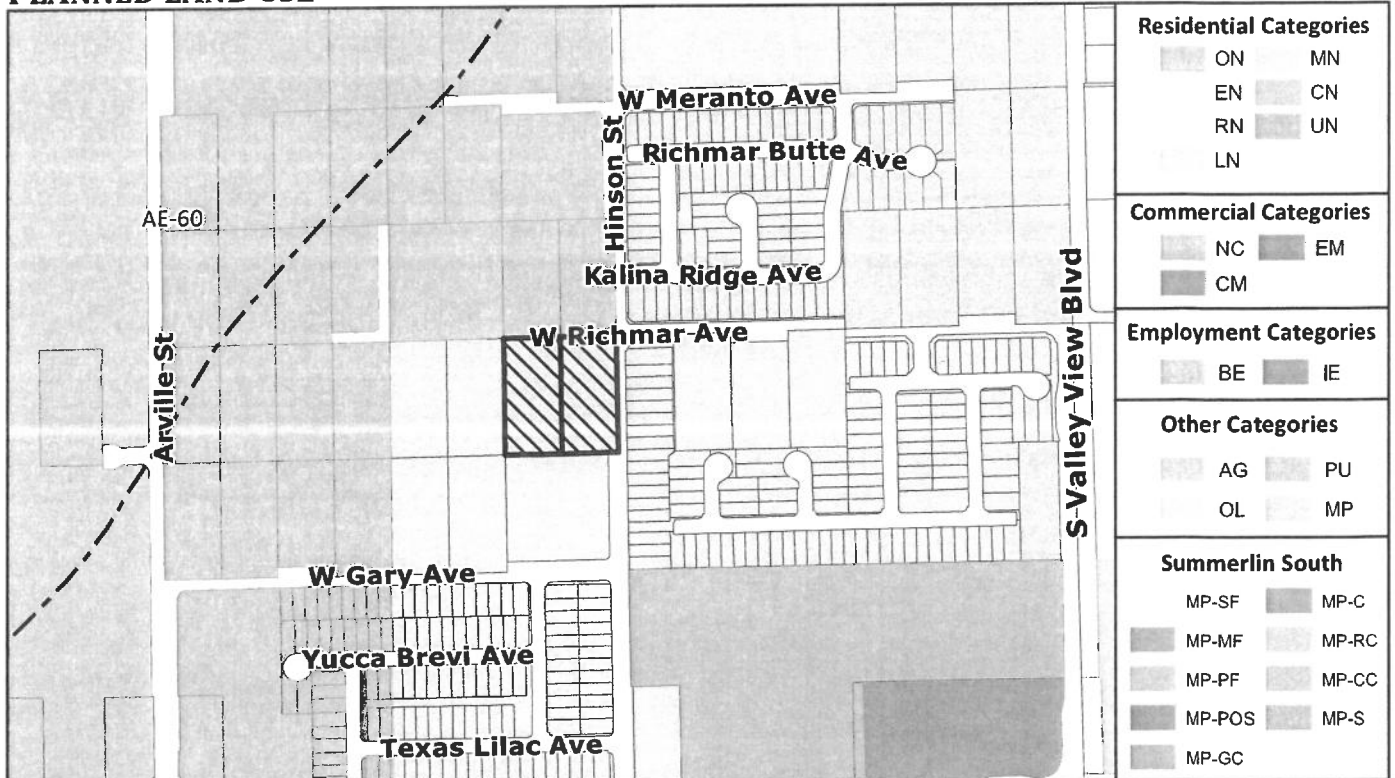 PLANNED LAND USE
W Meranto Ave
Hinson St
Richmar Butte Ave
AE-60
Kalina Ridge Ave
W Richmar Ave
S Valley View Blvd
Arville St
W Gary Ave
Yucca Brevi Ave
Texas Lilac Ave
Residential Categories
ON MN
EN CN
RN UN
LN
Commercial Categories
NC EM
CM
Employment Categories
BE IE
Other Categories
AG PU
OL MP
Summerlin South
MP-SF MP-C
MP-MF MP-RC
MP-PF MP-CC
MP-POS MP-S
MP-GC